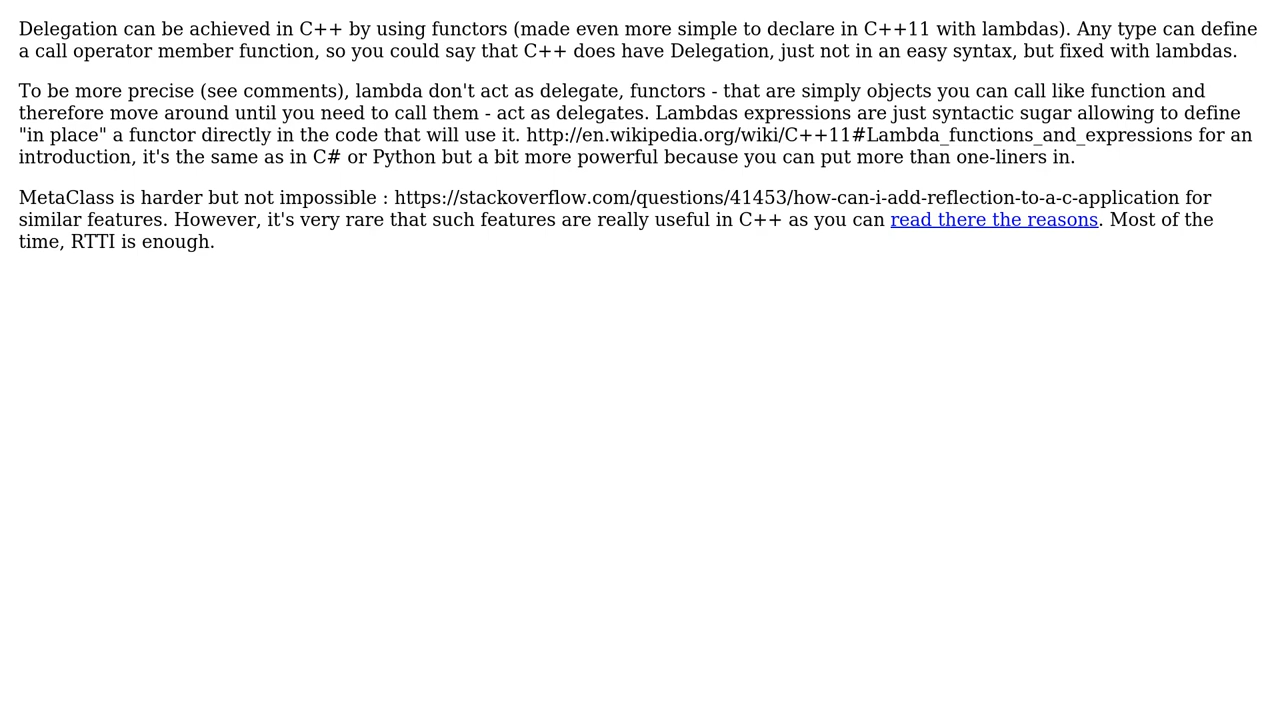 Delegation can be achieved in C++ by using functors (made even more simple to declare in C++11 with lambdas). Any type can define
a call operator member function, so you could say that C++ does have Delegation, just not in an easy syntax, but fixed with lambdas.
To be more precise (see comments), lambda don't act as delegate, functors - that are simply objects you can call like function and
therefore move around until you need to call them - act as delegates. Lambdas expressions are just syntactic sugar allowing to define
"in place" a functor directly in the code that will use it. http://en.wikipedia.org/wiki/C++11#Lambda_functions_and_expressions for an
introduction, it's the same as in C# or Python but a bit more powerful because you can put more than one-liners in.
MetaClass is harder but not impossible : https://stackoverflow.com/questions/41453/how-can-i-add-reflection-to-a-c-application for
similar features. However, it's very rare that such features are really useful in C++ as you can read there the reasons. Most of the
time, RTTI is enough.